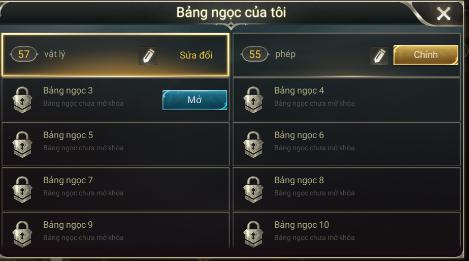 Bảng ngọc của tôi
57 vật lý Sửa đổi
55 phép Chỉnh
Bảng ngọc 3
Bảng ngọc chưa mở khóa
Mở
Bảng ngọc 4
Bảng ngọc chưa mở khóa
Bảng ngọc 5
Bảng ngọc chưa mở khóa
Bảng ngọc 6
Bảng ngọc chưa mở khóa
Bảng ngọc 7
Bảng ngọc chưa mở khóa
Bảng ngọc 8
Bảng ngọc chưa mở khóa
Bảng ngọc 9
Bảng ngọc chưa mở khóa
Bảng ngọc 10
Bảng ngọc chưa mở khóa